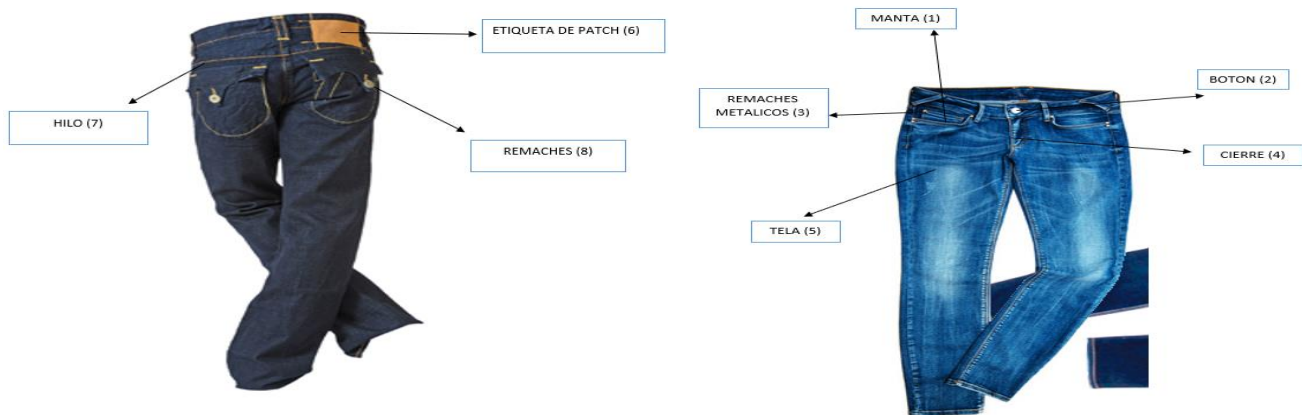 ETIQUETA DE PATCH (6)
HILO (7)
REMACHES (8)
MANTA (1)
REMACHES
METALICOS (3)
BOTON (2)
CIERRE (4)
TELA (5)